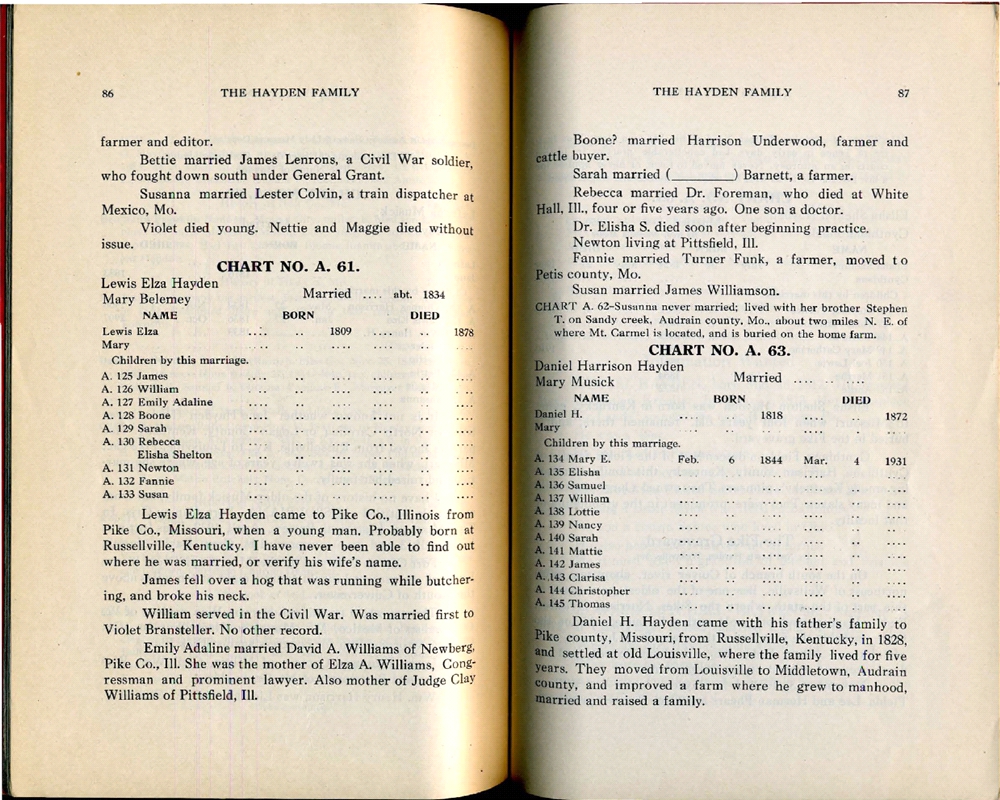 86 THE HAYDEN FAMILY
farmer and editor.
Bettie married James Lenrons, a Civil War soldier,
who fought down south under General Grant.
Susanna married Lester Colvin, a train dispatcher at
Mexico, Mo.
Violet died young. Nettie and Maggie died without
issue.
CHART NO. A. 61.
Lewis Elza Hayden
Mary Belemey Married .... abt. 1834
NAME BORN DIED
Lewis Elza .... .. 1809 .... .. 1878
Mary .... .. .... .... .. ....
Children by this marriage.
A. 125 James .... .. .... .... .. ....
A. 126 William .... .. .... .... .. ....
A. 127 Emily Adaline .... .. .... .... .. ....
A. 128 Boone .... .. .... .... .. ....
A. 129 Sarah .... .. .... .... .. ....
A. 130 Rebecca .... .. .... .... .. ....
Elisha Shelton .... .. .... .... .. ....
A. 131 Newton .... .. .... .... .. ....
A. 132 Fannie .... .. .... .... .. ....
A. 133 Susan .... .. .... .... .. ....
Lewis Elza Hayden came to Pike Co., Illinois from
Pike Co., Missouri, when a young man. Probably born at
Russellville, Kentucky. I have never been able to find out
where he was married, or verify his wife's name.
James fell over a hog that was running while butcher-
ing, and broke his neck.
William served in the Civil War. Was married first to
Violet Bransteller. No other record.
Emily Adaline married David A. Williams of Newberg,
Pike Co., Ill. She was the mother of Elza A. Williams, Cong-
ressman and prominent lawyer. Also mother of Judge Clay
Williams of Pittsfield, Ill.
THE HAYDEN FAMILY 87
Boone? married Harrison Underwood, farmer and
cattle buyer.
Sarah married (________) Barnett, a farmer.
Rebecca married Dr. Foreman, who died at White
Hall, Ill., four or five years ago. One son a doctor.
Dr. Elisha S. died soon after beginning practice.
Newton living at Pittsfield, Ill.
Fannie married Turner Funk, a farmer, moved to
Petis county, Mo.
Susan married James Williamson.
CHART A. 62-Susanna never married; lived with her brother Stephen
T. on Sandy creek, Audrain county, Mo., about two miles N. E. of
where Mt. Carmel is located, and is buried on the home farm.
CHART NO. A. 63.
Daniel Harrison Hayden
Mary Musick Married .... .. ....
NAME BORN DIED
Daniel H. .... .. 1818 .... .. 1872
Mary .... .. .... .... .. ....
Children by this marriage.
A. 134 Mary E. Feb. 6 1844 Mar. 4 1931
A. 135 Elisha .... .. .... .... .. ....
A. 136 Samuel .... .. .... .... .. ....
A. 137 William .... .. .... .... .. ....
A. 138 Lottie .... .. .... .... .. ....
A. 139 Nancy .... .. .... .... .. ....
A. 140 Sarah .... .. .... .... .. ....
A. 141 Mattie .... .. .... .... .. ....
A. 142 James .... .. .... .... .. ....
A. 143 Clarisa .... .. .... .... .. ....
A. 144 Christopher .... .. .... .... .. ....
A. 145 Thomas .... .. .... .... .. ....
Daniel H. Hayden came with his father's family to
Pike county, Missouri, from Russellville, Kentucky, in 1828,
and settled at old Louisville, where the family lived for five
years. They moved from Louisville to Middletown, Audrain
county, and improved a farm where he grew to manhood,
married and raised a family.